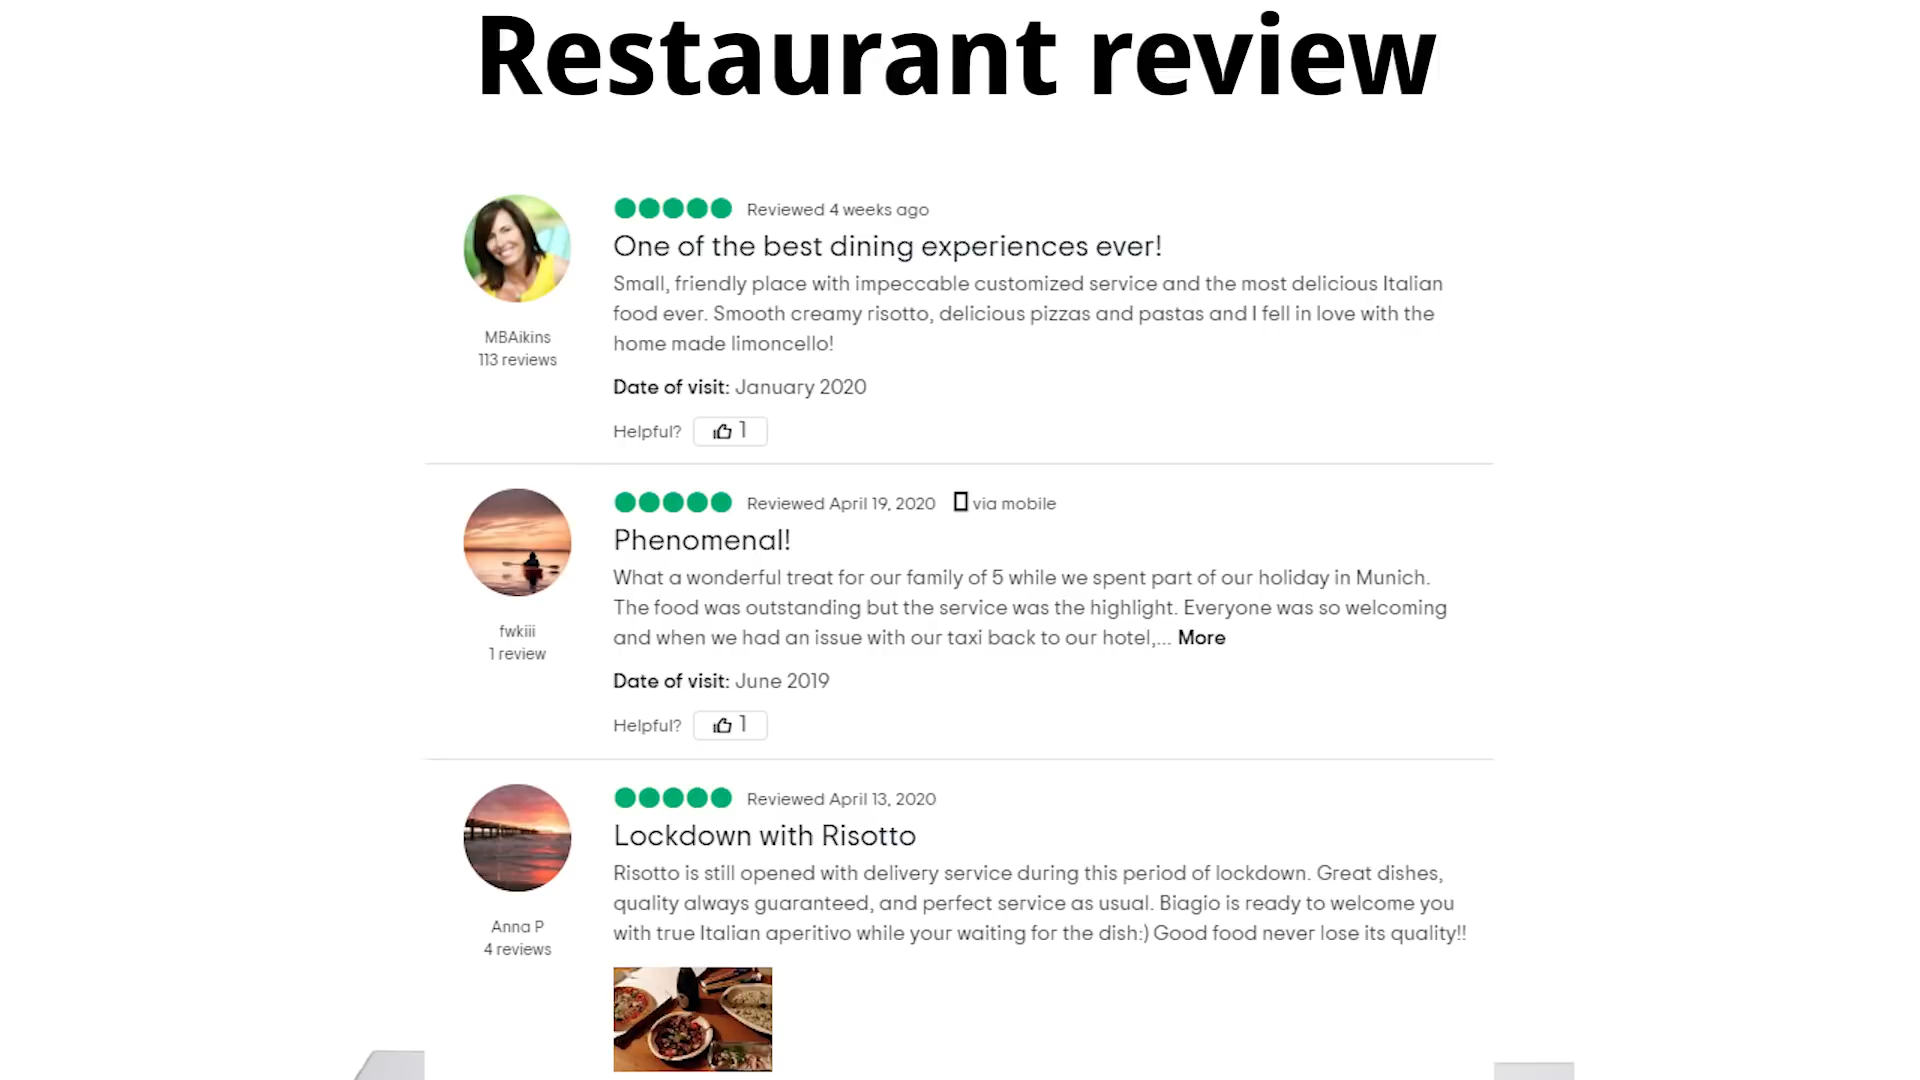 Restaurant review
Reviewed 4 weeks ago
One of the best dining experiences ever!
Small, friendly place with impeccable customized service and the most delicious Italian
food ever. Smooth creamy risotto, delicious pizzas and pastas and I fell in love with the
home made limoncello!
MBAikins
113 reviews
Date of visit: January 2020
Helpful? 1
Reviewed April 19, 2020 via mobile
Phenomenal!
What a wonderful treat for our family of 5 while we spent part of our holiday in Munich.
The food was outstanding but the service was the highlight. Everyone was so welcoming
and when we had an issue with our taxi back to our hotel,... More
fwkiii
1 review
Date of visit: June 2019
Helpful? 1
Reviewed April 13, 2020
Lockdown with Risotto
Risotto is still opened with delivery service during this period of lockdown. Great dishes,
quality always guaranteed, and perfect service as usual. Biagio is ready to welcome you
with true Italian aperitivo while your waiting for the dish:) Good food never lose its quality!!
Anna P
4 reviews